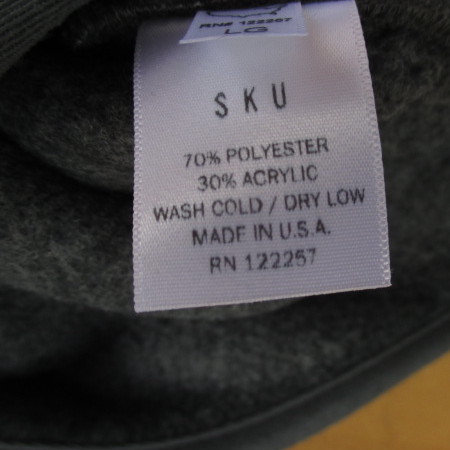 RN# 122257
LG
SKU
70% POLYESTER
30% ACRYLIC
WASH COLD / DRY LOW
MADE IN U.S.A.
RN 122257